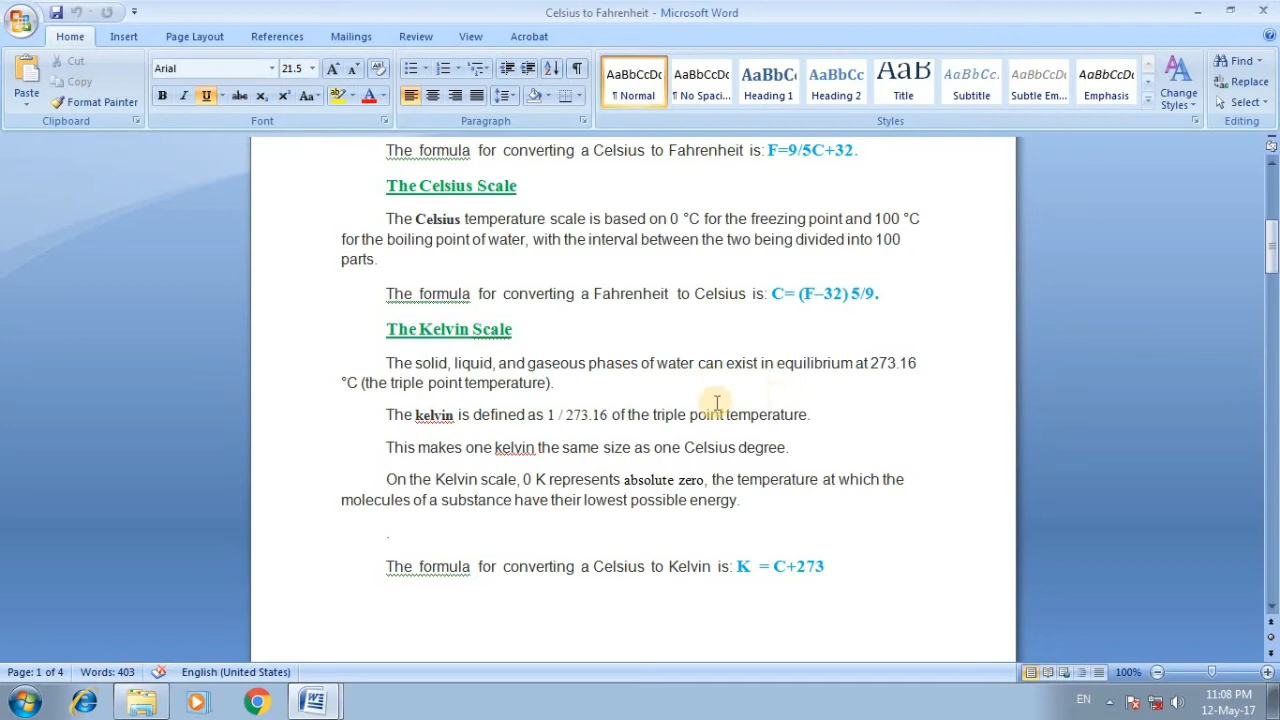 Celsius to Fahrenheit - Microsoft Word
Home Insert Page Layout References Mailings Review View Acrobat
Paste Cut Copy Format Painter
Arial 21.5
AaBbCcDc AaBbCcDc AaBbC AaBbCc AaB AaBbCc. AaBbCcDc AaBbCcDc
¶ Normal ¶ No Spaci... Heading 1 Heading 2 Title Subtitle Subtle Em... Emphasis
Change Styles
Find Replace Select
Clipboard Font Paragraph Styles Editing
The formula for converting a Celsius to Fahrenheit is: F=9/5C+32.
The Celsius Scale
The Celsius temperature scale is based on 0 °C for the freezing point and 100 °C
for the boiling point of water, with the interval between the two being divided into 100
parts.
The formula for converting a Fahrenheit to Celsius is: C= (F–32) 5/9.
The Kelvin Scale
The solid, liquid, and gaseous phases of water can exist in equilibrium at 273.16
°C (the triple point temperature).
The kelvin is defined as 1 / 273.16 of the triple point temperature.
This makes one kelvin the same size as one Celsius degree.
On the Kelvin scale, 0 K represents absolute zero, the temperature at which the
molecules of a substance have their lowest possible energy.
.
The formula for converting a Celsius to Kelvin is: K = C+273
Page: 1 of 4 Words: 403 English (United States) 100%
EN 11:08 PM
12-May-17